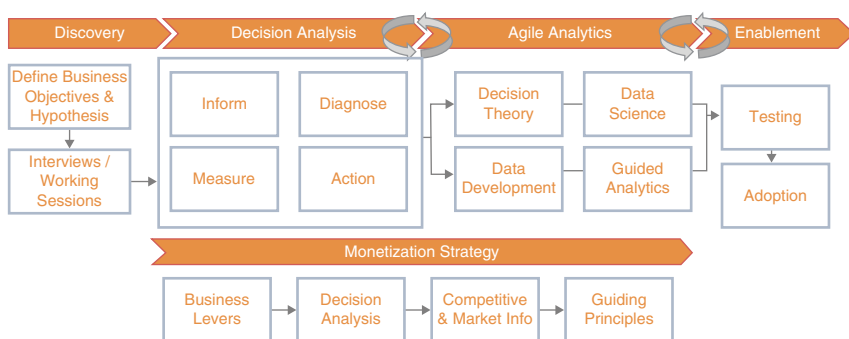 Discovery
Decision Analysis
Agile Analytics
Enablement
Define Business
Objectives &
Hypothesis
Interviews /
Working
Sessions
Inform
Diagnose
Measure
Action
Decision
Theory
Data
Science
Data
Development
Guided
Analytics
Testing
Adoption
Monetization Strategy
Business
Levers
Decision
Analysis
Competitive
& Market Info
Guiding
Principles